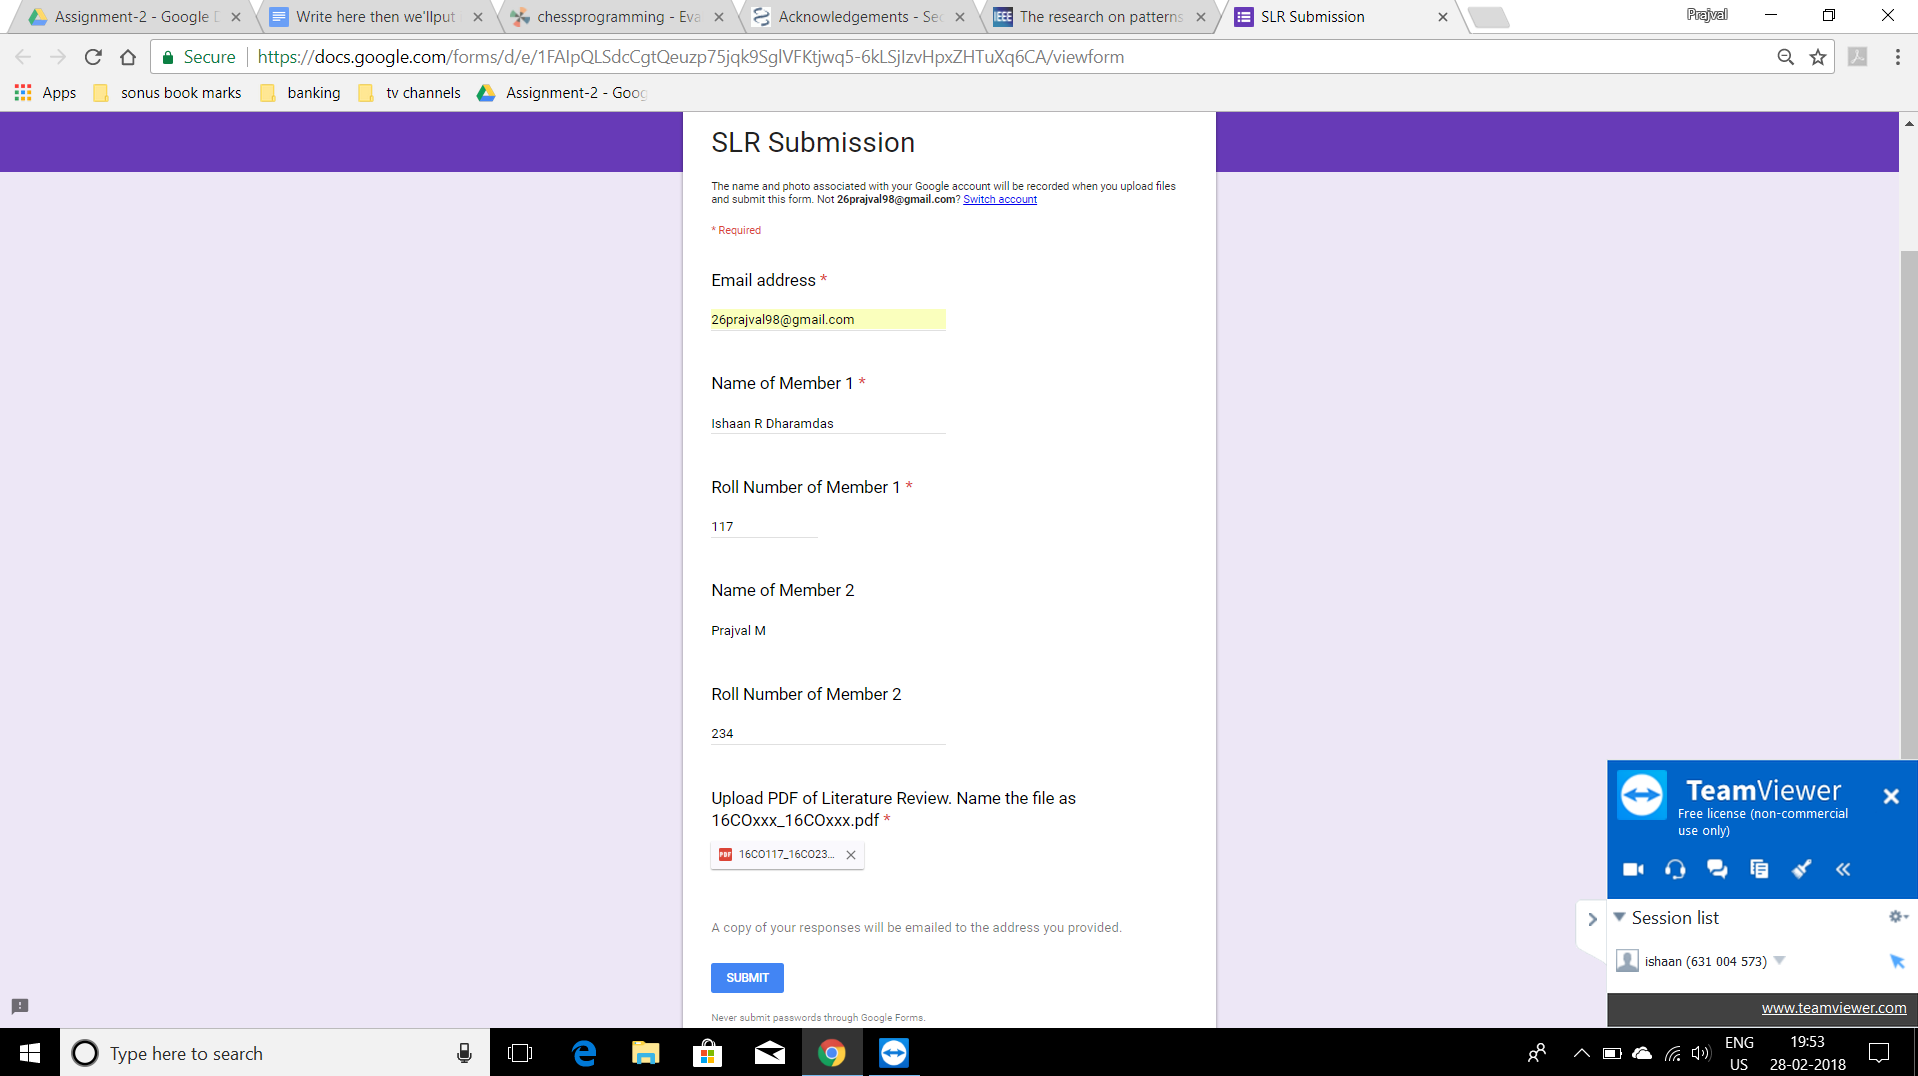 Assignment-2 - Google D
Write here then we'llput
chessprogramming - Eva
Acknowledgements - Sec
IEEE The research on patterns
SLR Submission
Prajval
Secure https://docs.google.com/forms/d/e/1FAIpQLSdcCgtQeuzp75jqk9SglVFKtjwq5-6kLSJIzvHpxZHTuXq6CA/viewform
Apps sonus book marks banking tv channels Assignment-2 - Goog
SLR Submission
The name and photo associated with your Google account will be recorded when you upload files
and submit this form. Not 26prajval98@gmail.com? Switch account
* Required
Email address *
26prajval98@gmail.com
Name of Member 1 *
Ishaan R Dharamdas
Roll Number of Member 1 *
117
Name of Member 2
Prajval M
Roll Number of Member 2
234
Upload PDF of Literature Review. Name the file as
16COxxx_16COxxx.pdf *
PDF 16CO117_16CO23...
A copy of your responses will be emailed to the address you provided.
SUBMIT
Never submit passwords through Google Forms.
TeamViewer
Free license (non-commercial
use only)
Session list
ishaan (631 004 573)
www.teamviewer.com
Type here to search
ENG
US
19:53
28-02-2018